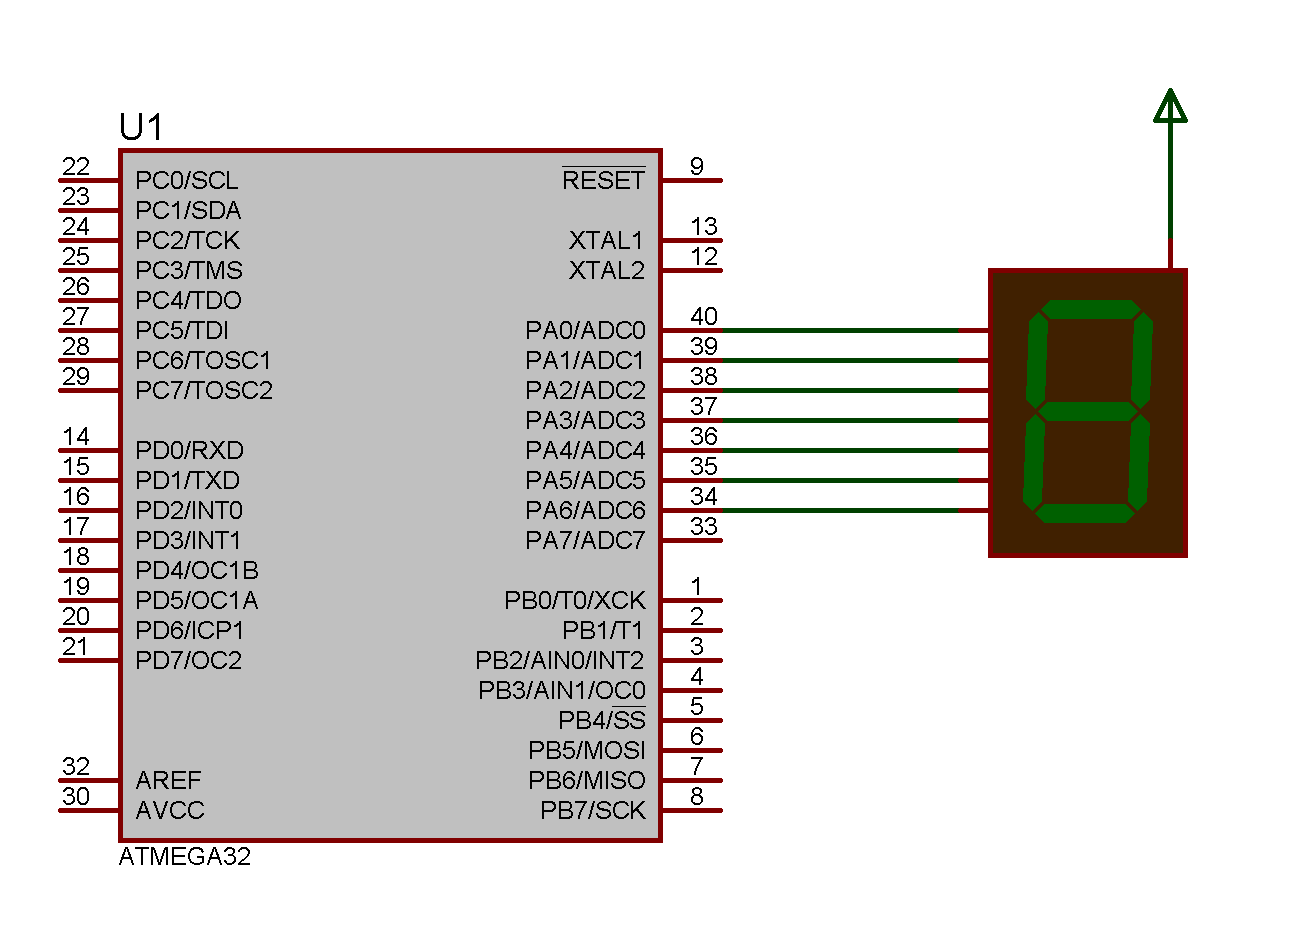 U1
22 PC0/SCL RESET 9
23 PC1/SDA
24 PC2/TCK XTAL1 13
25 PC3/TMS XTAL2 12
26 PC4/TDO
27 PC5/TDI PA0/ADC0 40
28 PC6/TOSC1 PA1/ADC1 39
29 PC7/TOSC2 PA2/ADC2 38
PA3/ADC3 37
14 PD0/RXD PA4/ADC4 36
15 PD1/TXD PA5/ADC5 35
16 PD2/INT0 PA6/ADC6 34
17 PD3/INT1 PA7/ADC7 33
18 PD4/OC1B
19 PD5/OC1A PB0/T0/XCK 1
20 PD6/ICP1 PB1/T1 2
21 PD7/OC2 PB2/AIN0/INT2 3
PB3/AIN1/OC0 4
PB4/SS 5
PB5/MOSI 6
32 AREF PB6/MISO 7
30 AVCC PB7/SCK 8
ATMEGA32